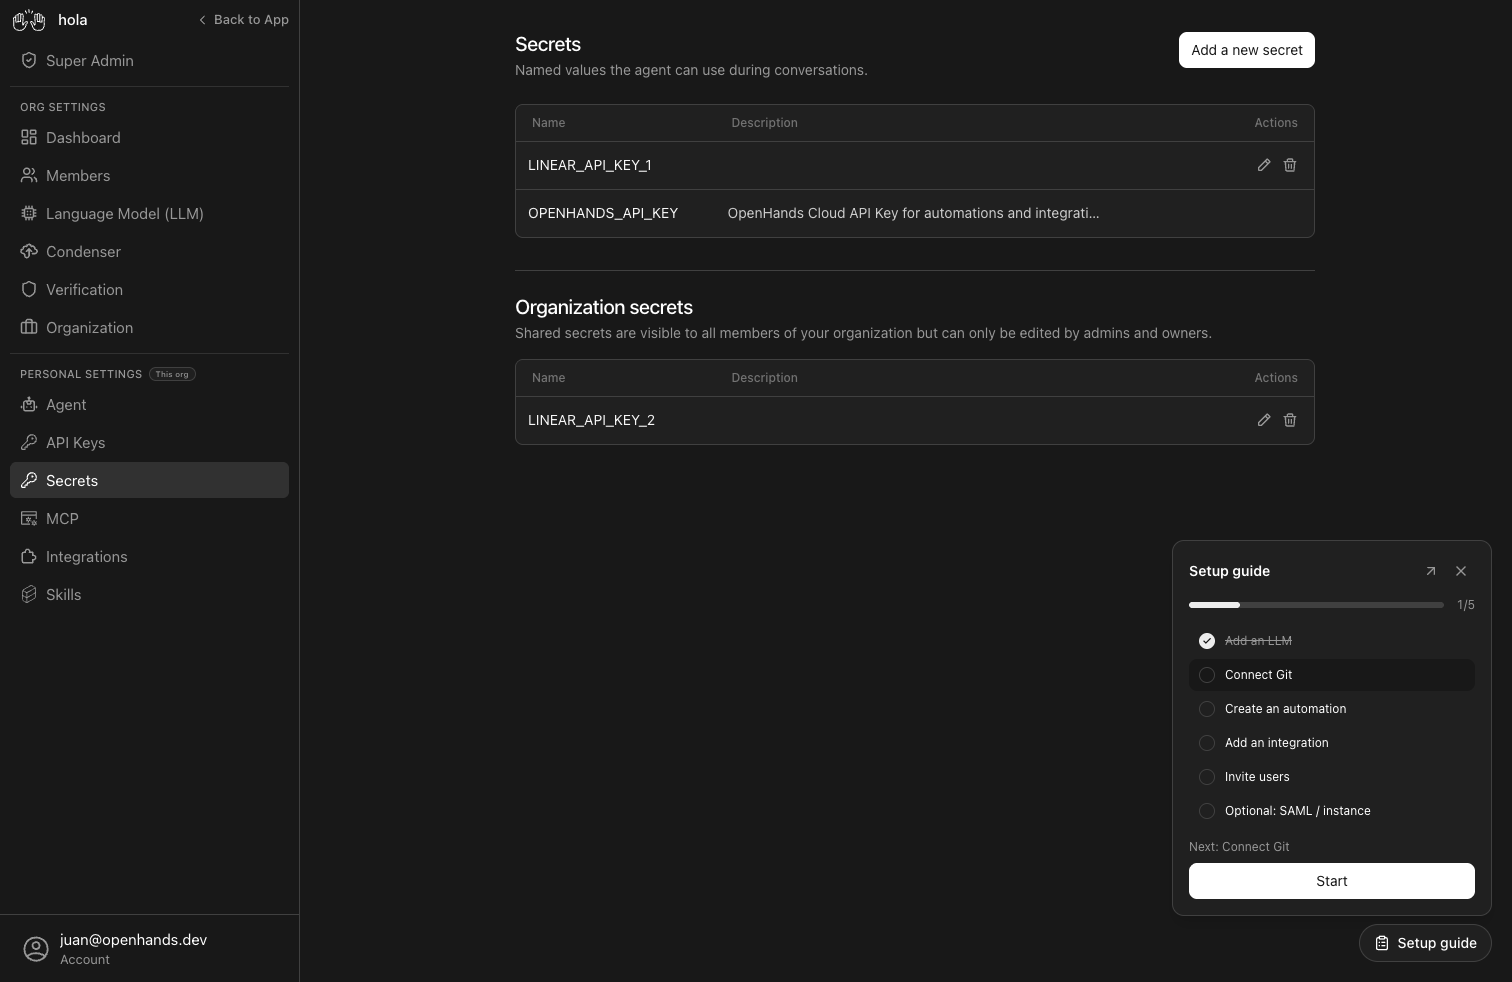 hola
Back to App
Super Admin
ORG SETTINGS
Dashboard
Members
Language Model (LLM)
Condenser
Verification
Organization
PERSONAL SETTINGS This org
Agent
API Keys
Secrets
MCP
Integrations
Skills
juan@openhands.dev
Account
Secrets
Named values the agent can use during conversations.
Add a new secret
Name Description Actions
LINEAR_API_KEY_1
OPENHANDS_API_KEY OpenHands Cloud API Key for automations and integrati...
Organization secrets
Shared secrets are visible to all members of your organization but can only be edited by admins and owners.
Name Description Actions
LINEAR_API_KEY_2
Setup guide
1/5
Add an LLM
Connect Git
Create an automation
Add an integration
Invite users
Optional: SAML / instance
Next: Connect Git
Start
Setup guide